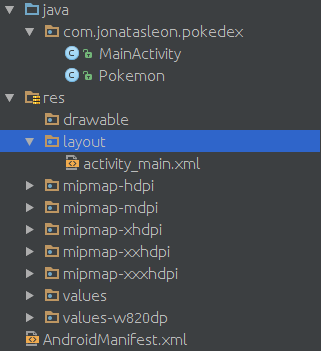 java
com.jonatasleon.pokedex
MainActivity
Pokemon
res
drawable
layout
activity_main.xml
mipmap-hdpi
mipmap-mdpi
mipmap-xhdpi
mipmap-xxhdpi
mipmap-xxxhdpi
values
values-w820dp
AndroidManifest.xml